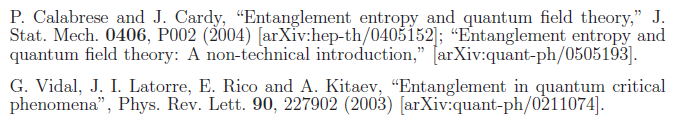 P. Calabrese and J. Cardy, “Entanglement entropy and quantum field theory,” J.
Stat. Mech. 0406, P002 (2004) [arXiv:hep-th/0405152]; “Entanglement entropy and
quantum field theory: A non-technical introduction,” [arXiv:quant-ph/0505193].
G. Vidal, J. I. Latorre, E. Rico and A. Kitaev, “Entanglement in quantum critical
phenomena”, Phys. Rev. Lett. 90, 227902 (2003) [arXiv:quant-ph/0211074].